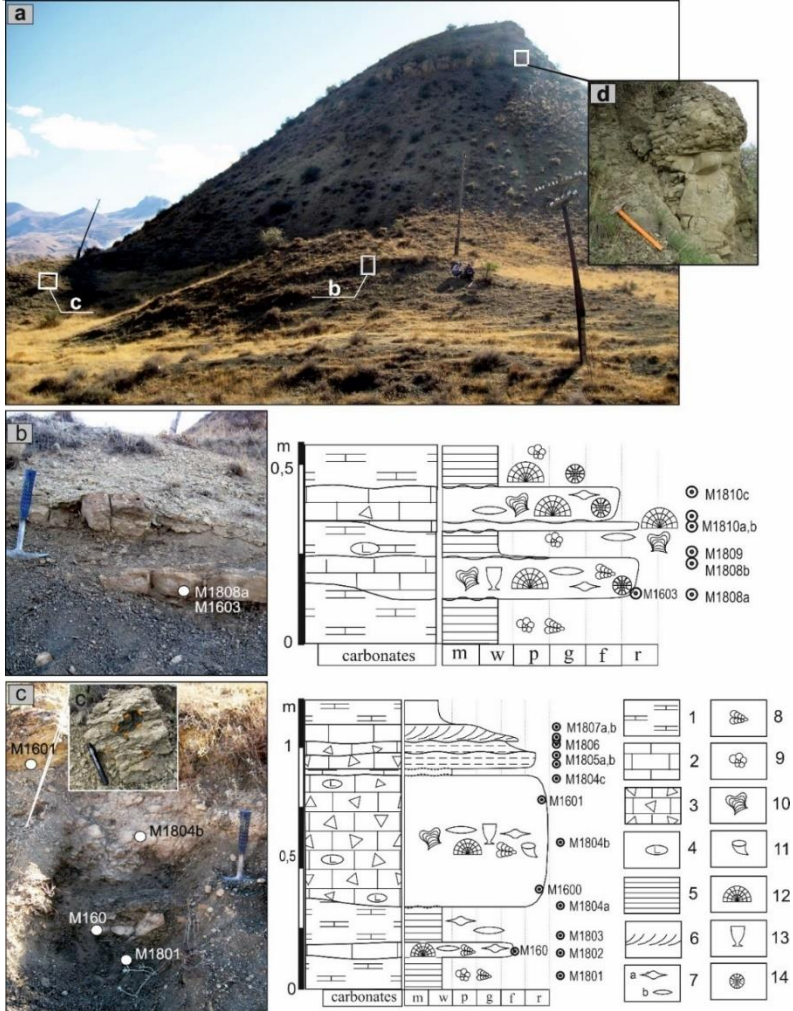 a
d
c
b
b
M1808a
M1603
m
0,5
0
carbonates
m w p g f r
M1810c
M1810a,b
M1809
M1808b
M1603
M1808a
c
c'
M1601
M1804b
M160
M1801
m
1
0,5
0
carbonates
m w p g f r
M1807a,b
M1806
M1805a,b
M1804c
M1601
M1804b
M1600
M1804a
M1803
M160
M1802
M1801
L
L
L
L
1 8
2 9
3 10
L 4 11
5 12
6 13
a
b
7 14